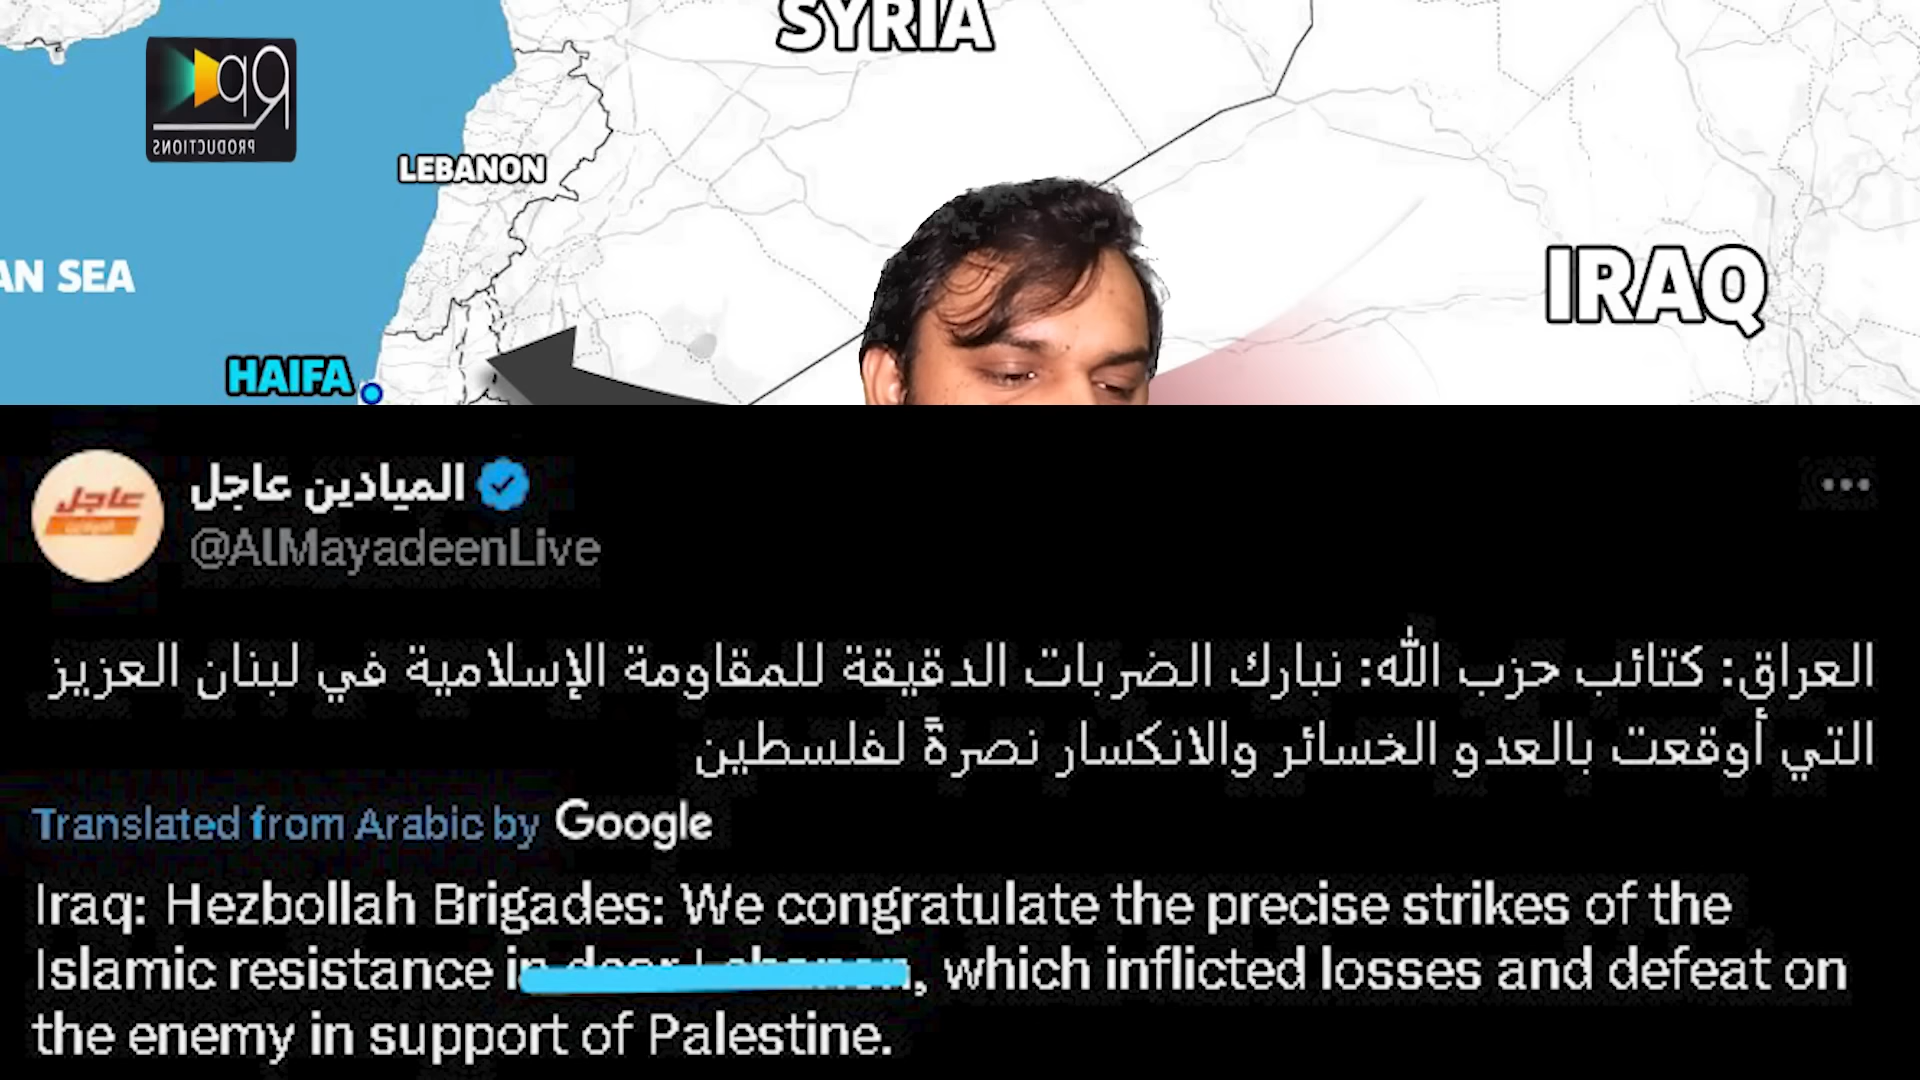 SYRIA
LEBANON
AN SEA
IRAQ
HAIFA
PRODUCTIONS
الميادين عاجل
عاجل
@AlMayadeenLive
العراق: كتائب حزب الله: نبارك الضربات الدقيقة للمقاومة الإسلامية في لبنان العزيز
التي أوقعت بالعدو الخسائر والانكسار نصرةً لفلسطين
Translated from Arabic by Google
Iraq: Hezbollah Brigades: We congratulate the precise strikes of the
Islamic resistance in dear Lebanon, which inflicted losses and defeat on
the enemy in support of Palestine.